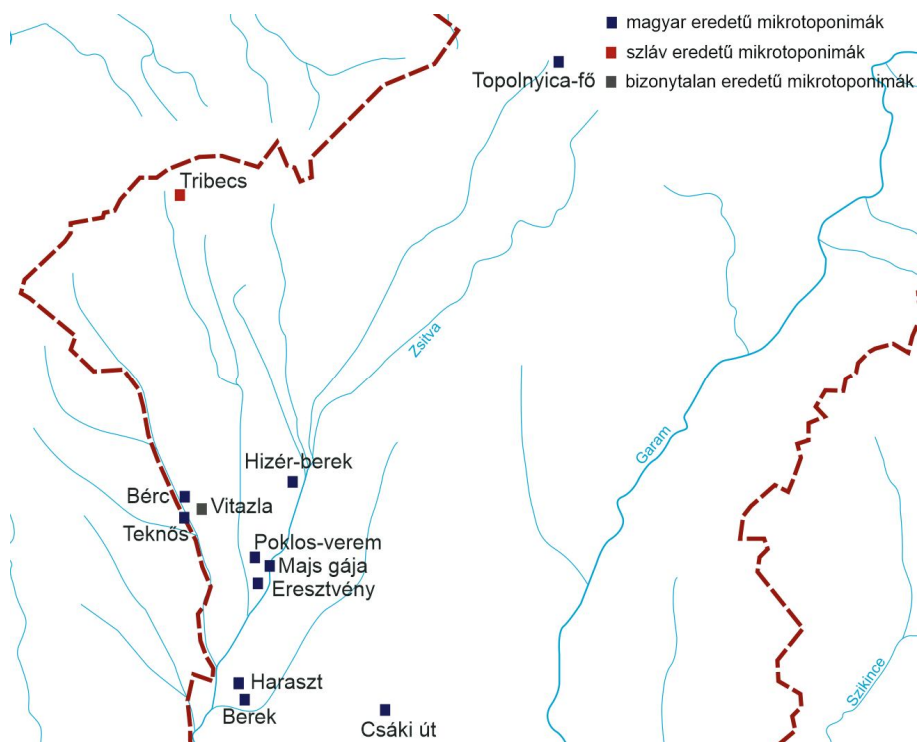 magyar eredetű mikrotoponimák
szláv eredetű mikrotoponimák
bizonytalan eredetű mikrotoponimák
Topolnyica-fő
Tribecs
Zsitva
Garam
Hizér-berek
Bérc
Vitazla
Teknős
Poklos-verem
Majs gája
Eresztvény
Haraszt
Berek
Csáki út
Szikince